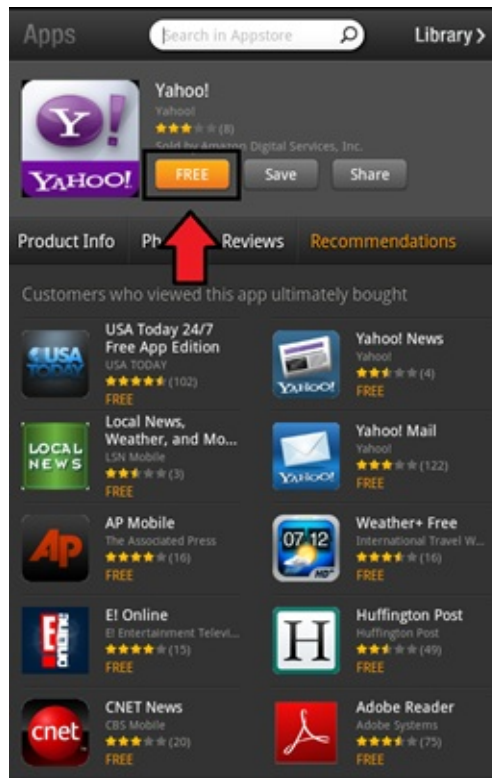 Apps
Search in Appstore
Library >
Y!
YAHOO!
Yahoo!
Yahoo!
(8)
Sold by Amazon Digital Services, Inc.
FREE
Save
Share
Product Info
Reviews
Recommendations
Customers who viewed this app ultimately bought
USA TODAY
USA Today 24/7
Free App Edition
USA TODAY
(102)
FREE
YAHOO!
Yahoo! News
Yahoo!
(4)
FREE
LOCAL
NEWS
Local News,
Weather, and Mo...
LSN Mobile
(3)
FREE
YAHOO!
Yahoo! Mail
Yahoo!
(122)
FREE
AP
AP Mobile
The Associated Press
(16)
FREE
07 12
HD
Weather+ Free
International Travel W...
(16)
FREE
E!
ONLINE
E! Online
E! Entertainment Televi...
(15)
FREE
H
Huffington Post
Huffington Post
(49)
FREE
cnet
CNET News
CBS Mobile
(20)
FREE
Adobe Reader
Adobe Systems
(75)
FREE